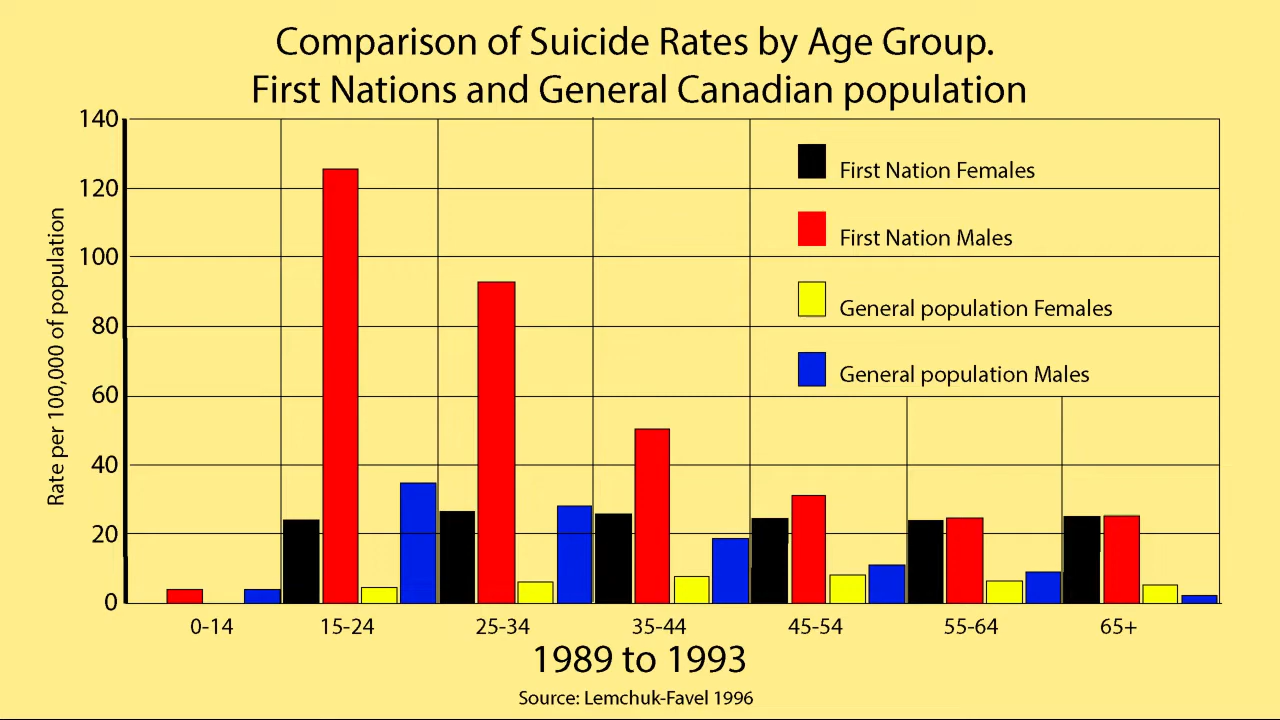 Comparison of Suicide Rates by Age Group.
First Nations and General Canadian population
140
120
100
80
60
40
20
0
Rate per 100,000 of population
First Nation Females
First Nation Males
General population Females
General population Males
0-14 15-24 25-34 35-44 45-54 55-64 65+
1989 to 1993
Source: Lemchuk-Favel 1996